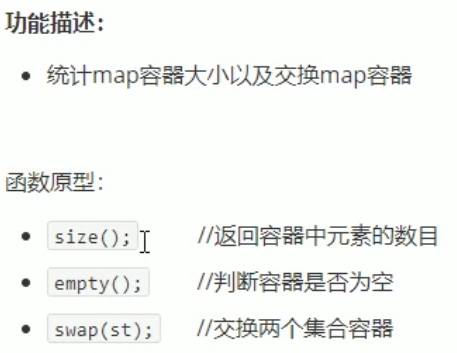 功能描述：
• 统计map容器大小以及交换map容器
函数原型：
• size(); //返回容器中元素的数目
• empty(); //判断容器是否为空
• swap(st); //交换两个集合容器